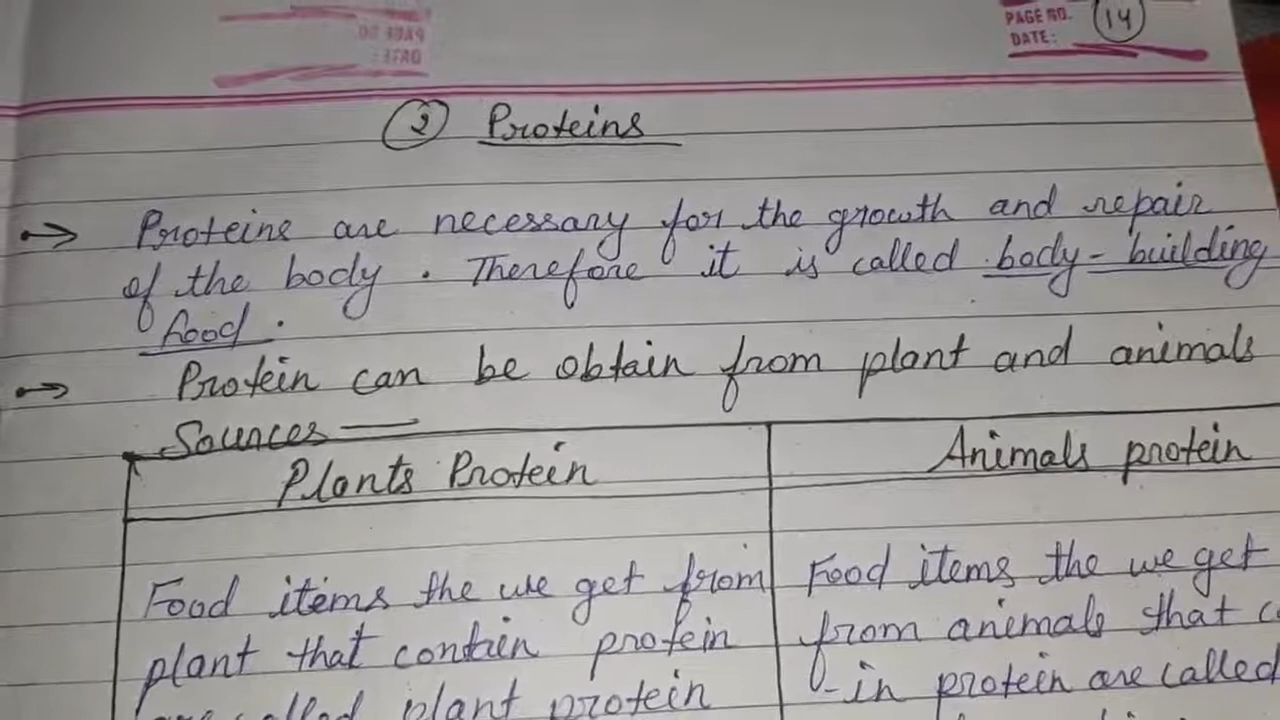 PAGE NO. 14
DATE:
② Proteins
→ Proteins are necessary for the growth and repair
of the body. Therefore it is called body-building
food.
→ Protein can be obtain from plant and animals
Sources —
Plants Protein
Food items the we get from
plant that contain protein
are called plant protein
Animals protein
Food items the we get
from animals that c
-in protein are called